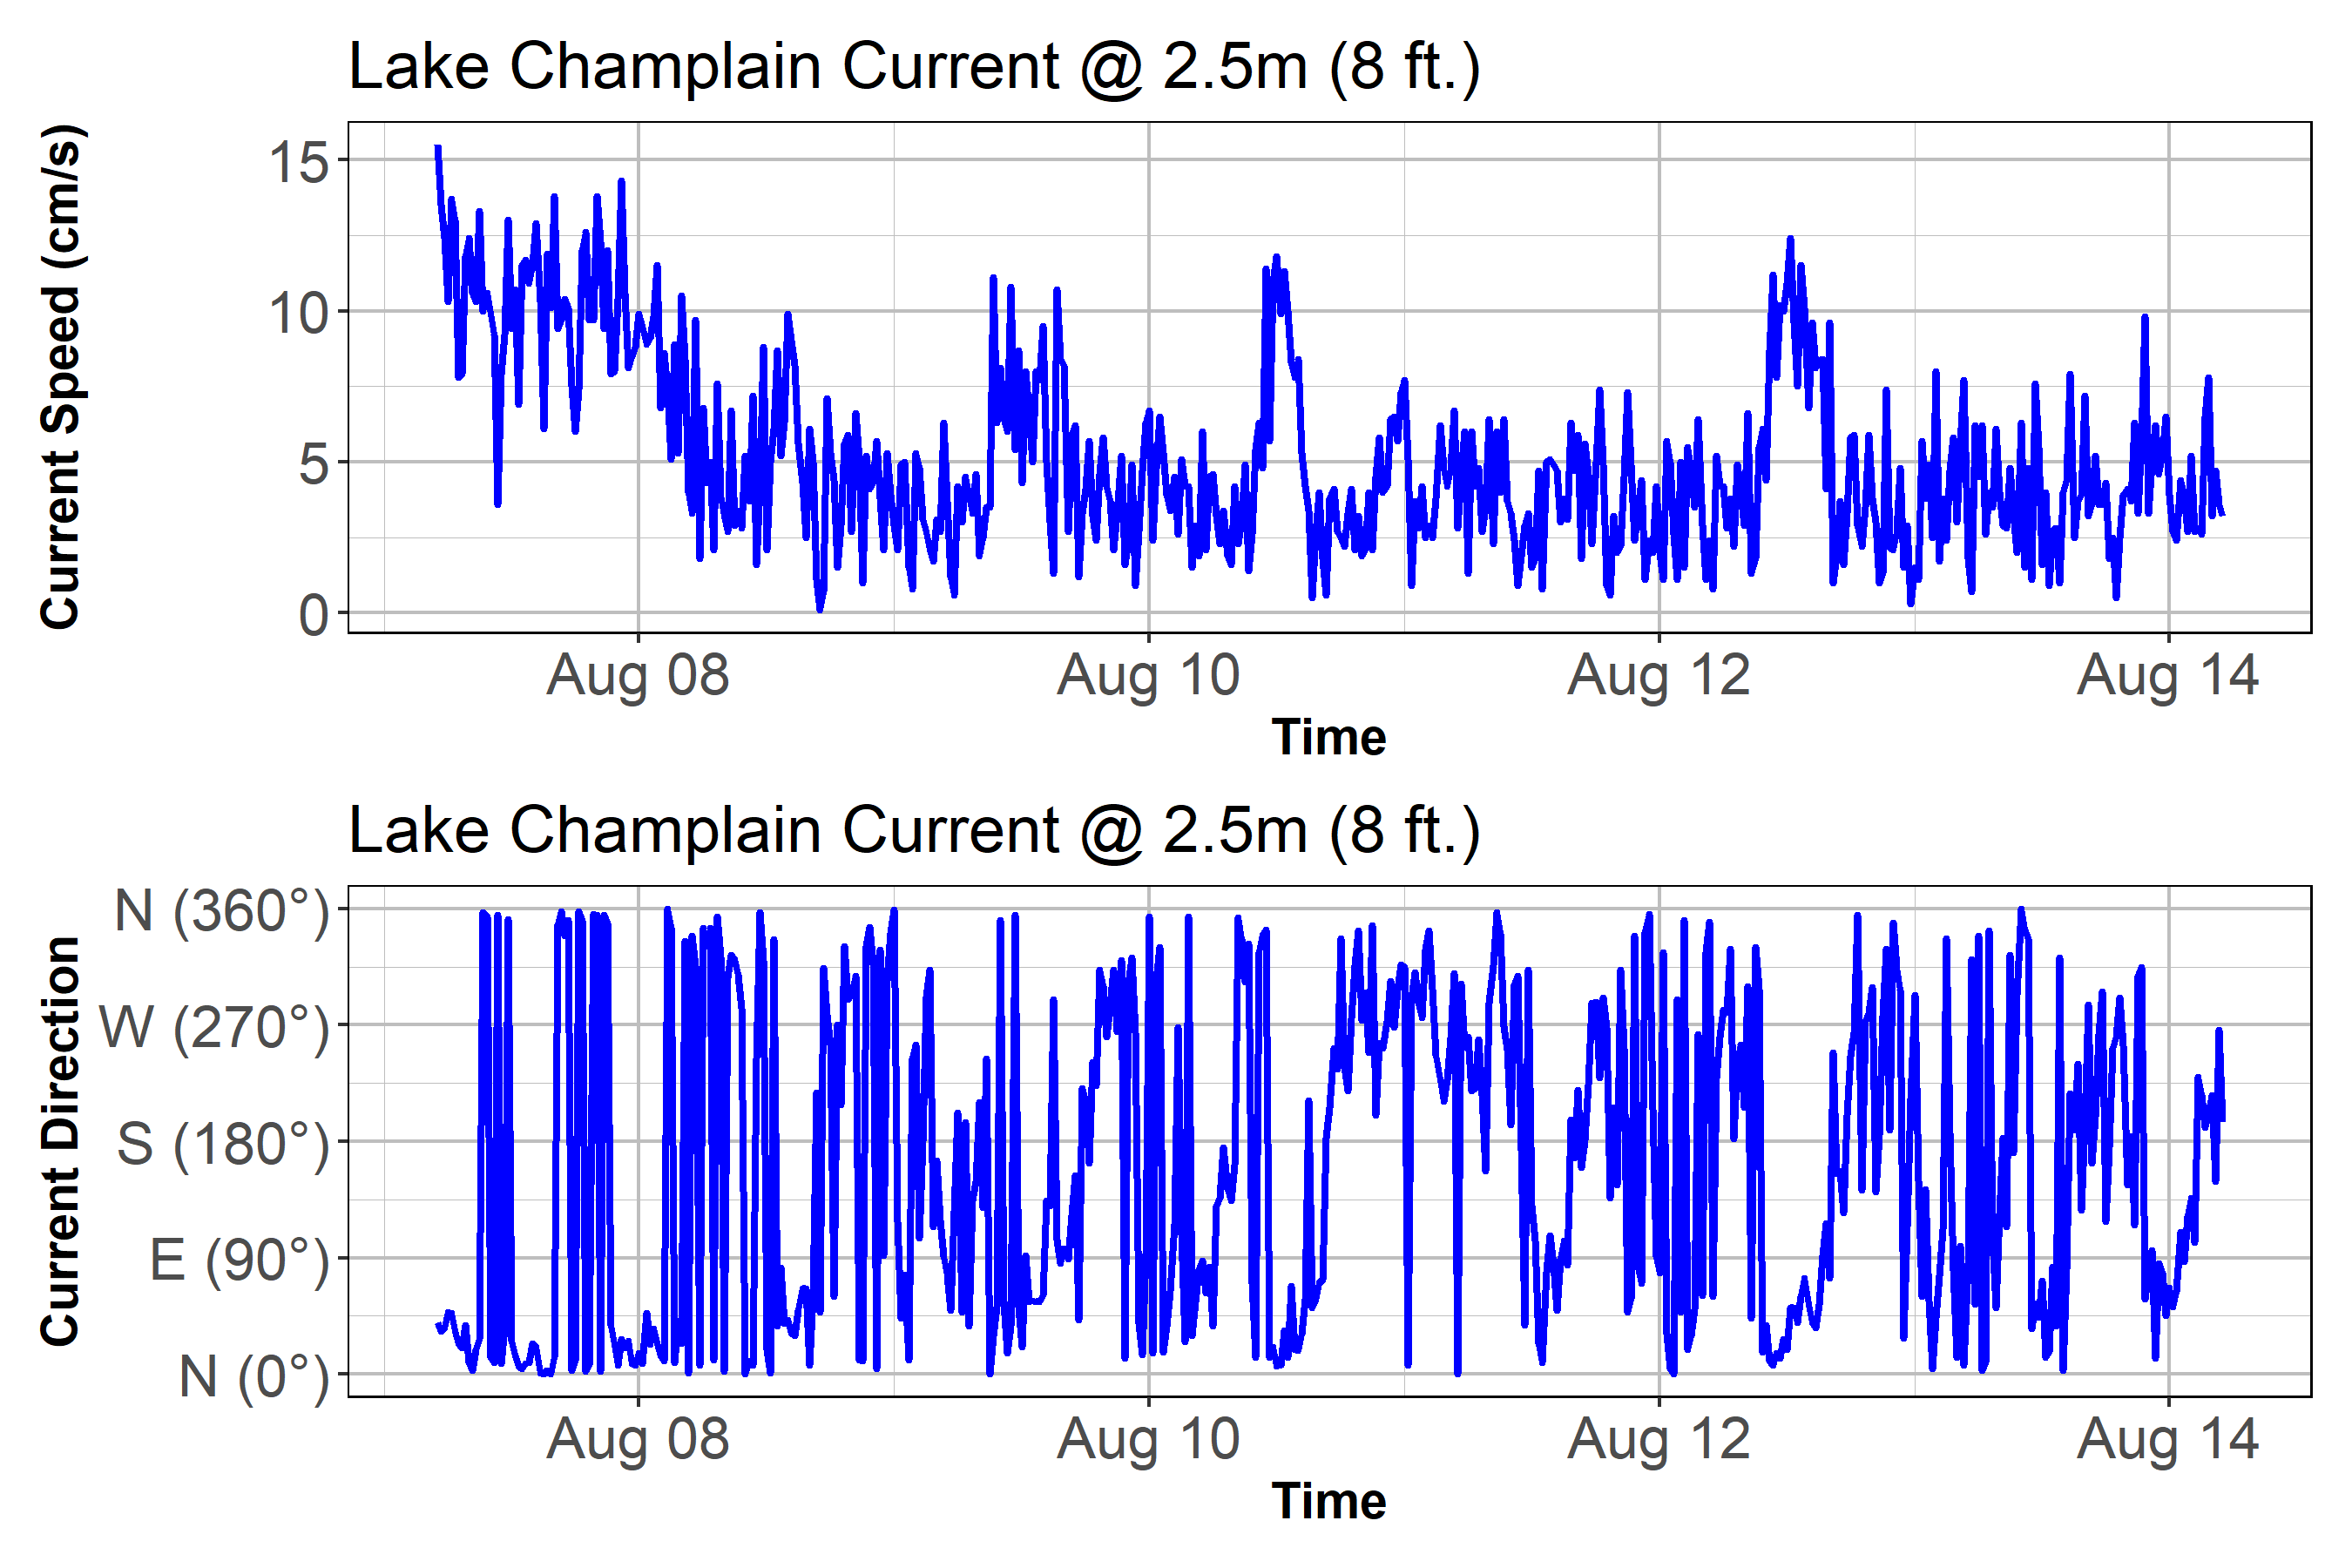 Lake Champlain Current @ 2.5m (8 ft.)
Current Speed (cm/s)
15
10
5
0
Aug 08 Aug 10 Aug 12 Aug 14
Time
Lake Champlain Current @ 2.5m (8 ft.)
Current Direction
N (360°)
W (270°)
S (180°)
E (90°)
N (0°)
Aug 08 Aug 10 Aug 12 Aug 14
Time